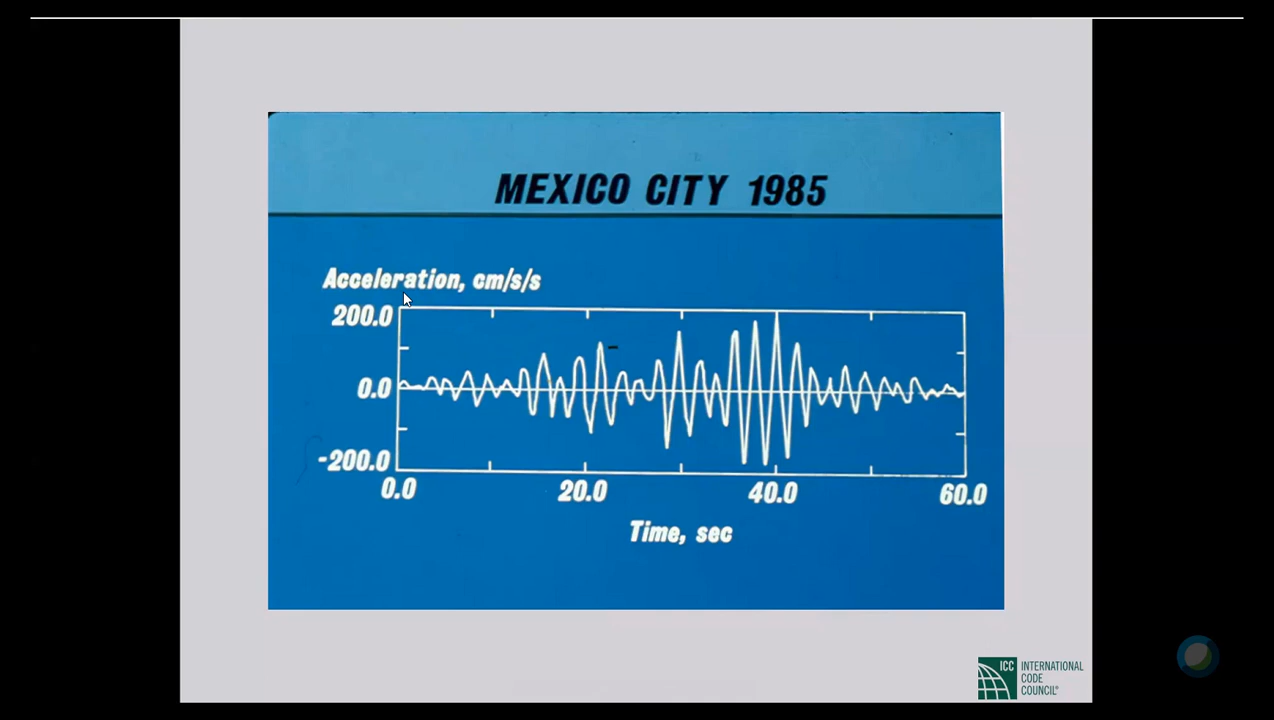 MEXICO CITY 1985
Acceleration, cm/s/s
200.0
0.0
-200.0
0.0 20.0 40.0 60.0
Time, sec
ICC INTERNATIONAL
CODE
COUNCIL®